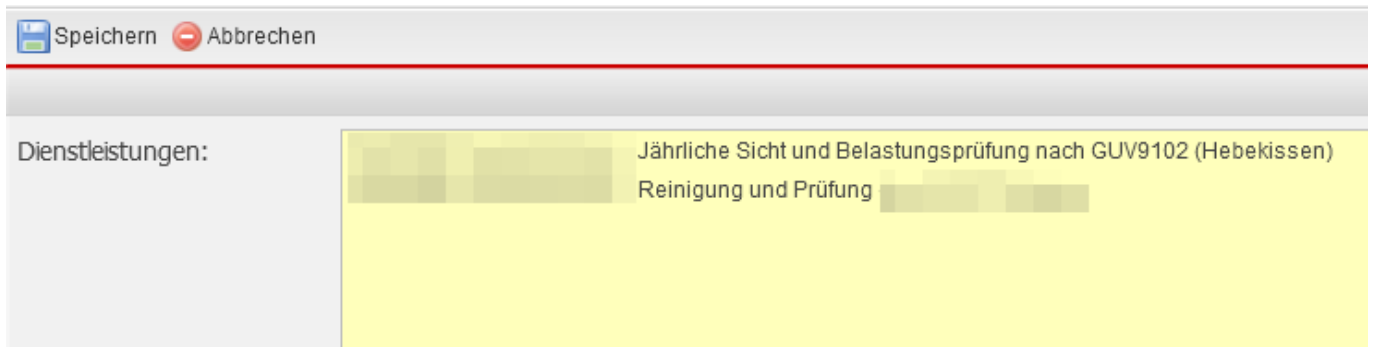 Speichern Abbrechen
Dienstleistungen: Jährliche Sicht und Belastungsprüfung nach GUV9102 (Hebekissen)
Reinigung und Prüfung